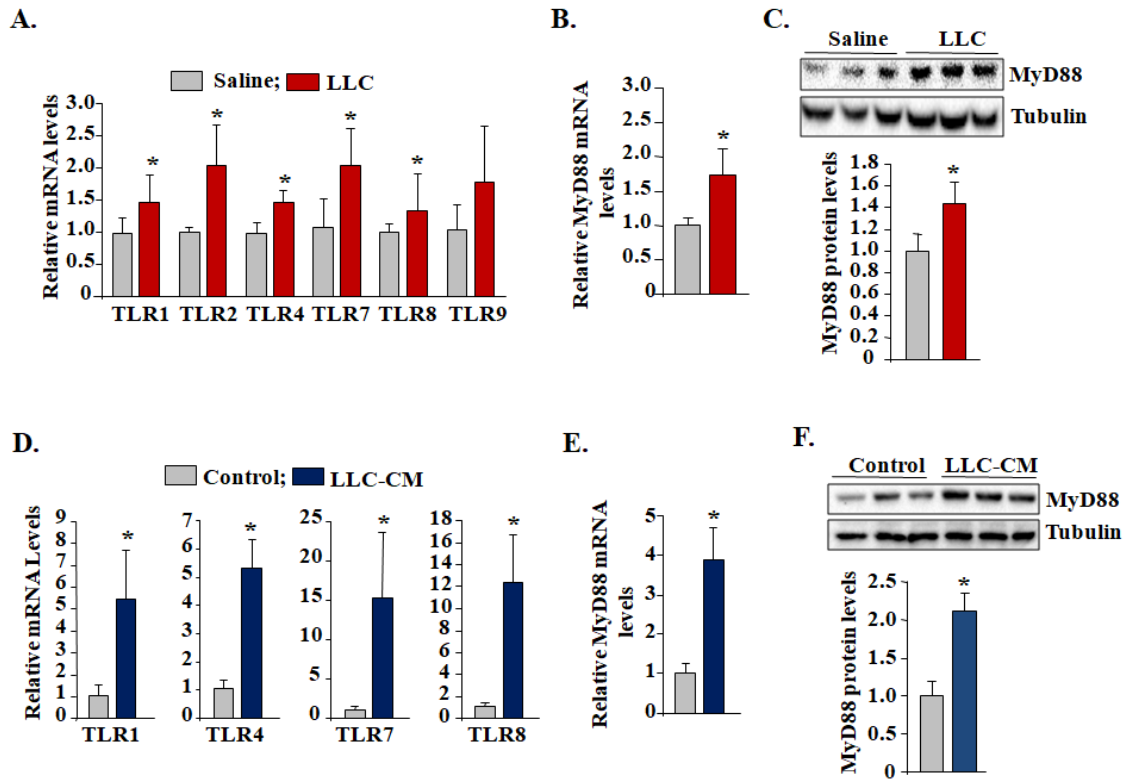 A.
Saline; LLC
Relative mRNA levels
3.0
2.5
2.0
1.5
1.0
0.5
0
* * * * *
TLR1 TLR2 TLR4 TLR7 TLR8 TLR9
B.
Relative MyD88 mRNA
levels
3.0
2.5
2.0
1.5
1.0
0.5
0.0
*
C.
Saline LLC
MyD88
Tubulin
MyD88 protein levels
1.8
1.6
1.4
1.2
1.0
0.8
0.6
0.4
0.2
0
*
D.
Control; LLC-CM
Relative mRNA Levels
9
8
7
6
5
4
3
2
1
0
*
TLR1
7
6
5
4
3
2
1
0
*
TLR4
25
20
15
10
5
0
*
TLR7
18
16
14
12
10
8
6
4
2
0
*
TLR8
E.
Relative MyD88 mRNA
levels
5
4
3
2
1
0
*
F.
Control LLC-CM
MyD88
Tubulin
MyD88 protein levels
2.5
2.0
1.5
1.0
0.5
0.0
*